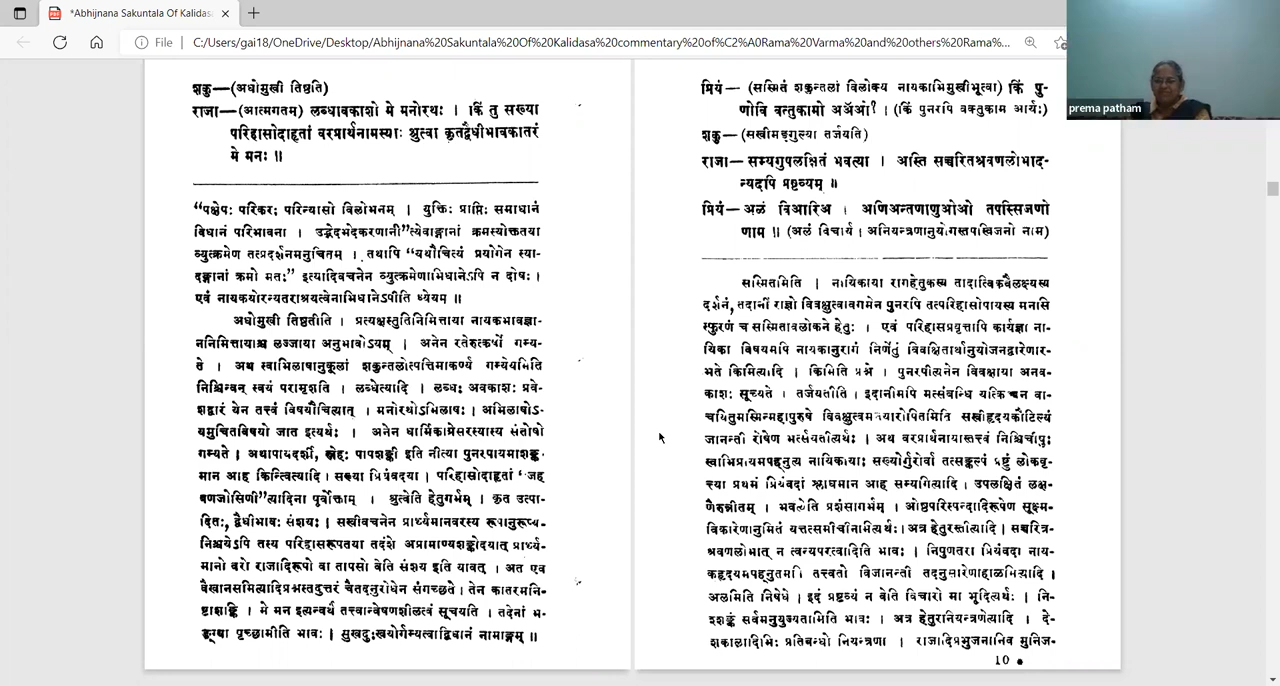 *Abhijnana Sakuntala Of Kalidasa
File
C:/Users/gai18/OneDrive/Desktop/Abhijnana%20Sakuntala%20Of%20Kalidasa%20commentary%20of%C2%A0Rama%20Varma%20and%20others%20Rama%...
prema patham
शकु—(अधोमुखी तिष्ठति)
राजा—(आत्मगतम्) लब्धावकाशो मे मनोरथः । किं तु सख्या
परिहासोदाहृतां वरप्रार्थनामस्याः श्रुत्वा कृतद्वैधीभावकातरं
मे मनः ॥
“पक्षेपः परिकरः परिन्यासो विलोभनम् । युक्तिः प्राप्तिः समाधानं
विधानं परिभावना । उद्भेदभेदकरणानी”त्येवाङ्गानां क्रमस्योक्ततया
व्युत्क्रमेण तत्प्रदर्शनमनुचितम् । तथापि “यथौचित्यं प्रयोगेन स्या-
दङ्गानां क्रमो मतः” इत्यादिवचनेन व्युत्क्रमेणाभिधानेऽपि न दोषः ।
एवं नायकयोरन्यतराश्रयत्वेनाभिधानेऽपीति ध्येयम् ॥
अधोमुखी तिष्ठतीति । प्रत्यक्षस्तुतिनिमित्ताया नायकभावज्ञा-
ननिमित्तायाश्च लज्जाया अनुभावोऽयम् । अनेन रतेरुत्कर्षो गम्य-
ते । अथ स्वाभिलाषानुकूलां शकुन्तलोत्पत्तिमाकर्ण्य गम्येयमिति
निश्चिन्वन् स्वयं परामृशति । लब्धेत्यादि । लब्धः अवकाशः प्रवे-
शद्वारं येन तत्त्वं विषयौचित्यात् । मनोरथोऽभिलाषः । अभिलाषोऽ-
यमुचितविषयो जात इत्यर्थः । अनेन धार्मिकाग्रेसरस्यास्य संतोषो
गम्यते । अथापायदर्शी, स्नेहः पापशङ्की इति नीत्या पुनरपायमाशङ्क-
मान आह किन्त्वित्यादि । सख्या प्रियंवदया । परिहासोदाहृतां ‘जह
वणजोसिणी”त्यादिना पूर्वोक्ताम् । श्रुत्वेति हेतुगर्भम् । कृत उत्पा-
दितः, द्वैधीभावः संशयः । सखीवचनेन प्रार्थ्यमानवरस्य रूपानुरूप्य-
निश्चयेऽपि तस्य परिहासरूपतया तदंशे अप्रामाण्यशङ्कोदयात् प्रार्थ्य-
मानो वरो राजादिरूपो वा तापसो वेति संशय इति यावत् । अत एव
वैखानसमित्यादिप्रश्नस्तदुत्तरं चैतदनुरोधेन संगच्छते । तेन कातरमनि-
ष्टाशङ्कि । मे मन इत्यन्वर्थं तत्त्वान्वेषणशीलत्वं सूचयति । तदेनां भ-
ङ्ग्या पृच्छामीति भावः । सुखदुःखयोर्गम्यत्वाद्विधानं नामाङ्गम् ॥
प्रियं—(सस्मितं शकुन्तलां विलोक्य नायकाभिमुखीभूत्वा) किं पु-
णोवि वत्तुकामो अॲॲा? । (किं पुनरपि वक्तुकाम आर्यः)
शकु—(सखीमङ्गुल्या तर्जयति)
राजा—सम्यगुपलक्षितं भवत्या । अस्ति सच्चरितश्रवणलोभाद-
न्यदपि प्रष्टव्यम् ॥
प्रियं—अळं विआरिअ । अणिअन्तणाणुओओ तपस्सिजणो
णाम ॥ (अलं विचार्य । अनियन्त्रणानुयोगस्तपस्विजनो नाम)
सस्मितमिति । नायिकाया रागहेतुकस्य तादात्विकवैलक्ष्यस्य
दर्शनं, तदानीं राज्ञो विवक्षुत्वावगमेन पुनरपि तत्परिहासोपायस्य मनसि
स्फुरणं च सस्मितावलोकने हेतुः । एवं परिहासप्रवृत्तापि कार्यज्ञा ना-
यिका विषयमपि नायकानुरागं निर्णेतुं विवक्षितार्थानुयोजनद्वारेणार-
भते किमित्यादि । किमिति प्रश्ने । पुनरपीत्यनेन विवक्षाया अनव-
काशः सूच्यते । तर्जयतीति । इदानीमपि मत्संबन्धि यत्किञ्चन वा-
चयितुमस्मिन्महापुरुषे विवक्षुत्वमनयारोपितमिति सखीहृदयकौटिल्यं
जानन्ती रोषेण भर्त्सयतीत्यर्थः । अथ वरप्रार्थनायास्तत्त्वं निश्चिचीषुः
स्वाभिप्रायमपह्नुत्य नायिकायाः सख्योर्गुरोर्वा तत्सङ्कल्पं प्रष्टुं लोकवृ-
त्त्या प्रथमं प्रियंवदां श्लाघमान आह सम्यगित्यादि । उपलक्षितं लक्ष-
णैरुन्नीतम् । भवत्येति प्रशंसागर्भम् । ओष्ठपरिस्पन्दादिरूपेण सूक्ष्म-
विकारेणानुमितं यत्तत्समीचीनमित्यर्थः। अत्र हेतुरस्तीत्यादि । सच्चरित्र-
श्रवणलोभात् न त्वन्यपरत्वादिति भावः । निपुणतरा प्रियंवदा नाय-
कहृदयमपह्नुतमपि तत्त्वतो विजानन्ती तदनुसारेणाहाळमित्यादि ।
अलमिति निषेधे । इदं प्रष्टव्यं न वेति विचारो मा भूदित्यर्थः । नि-
श्शङ्कं सर्वमनुयुज्यतामिति भावः । अत्र हेतुरनियन्त्रणेत्यादि । दे-
शकालादिभिः प्रतिबन्धो नियन्त्रणा । राजादिप्रभुजनानिव मुनिज-
10